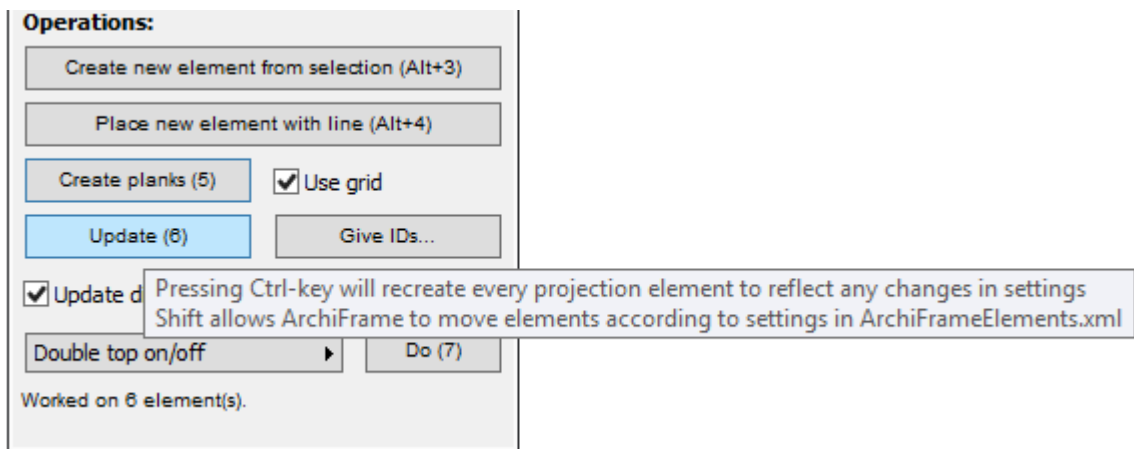 Operations:
Create new element from selection (Alt+3)
Place new element with line (Alt+4)
Create planks (5)
Use grid
Update (6)
Give IDs...
Update d
Pressing Ctrl-key will recreate every projection element to reflect any changes in settings
Shift allows ArchiFrame to move elements according to settings in ArchiFrameElements.xml
Double top on/off
Do (7)
Worked on 6 element(s).